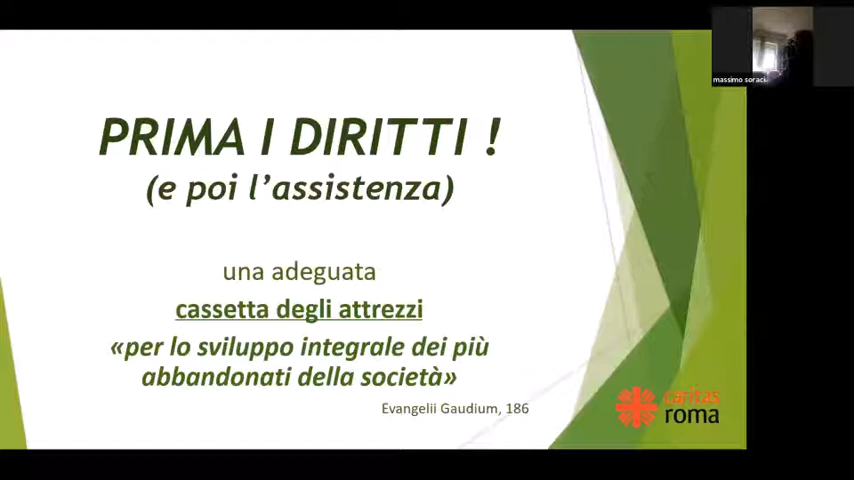 PRIMA I DIRITTI !
(e poi l'assistenza)
una adeguata
cassetta degli attrezzi
«per lo sviluppo integrale dei più
abbandonati della società»
Evangelii Gaudium, 186
caritas
roma
massimo soraci